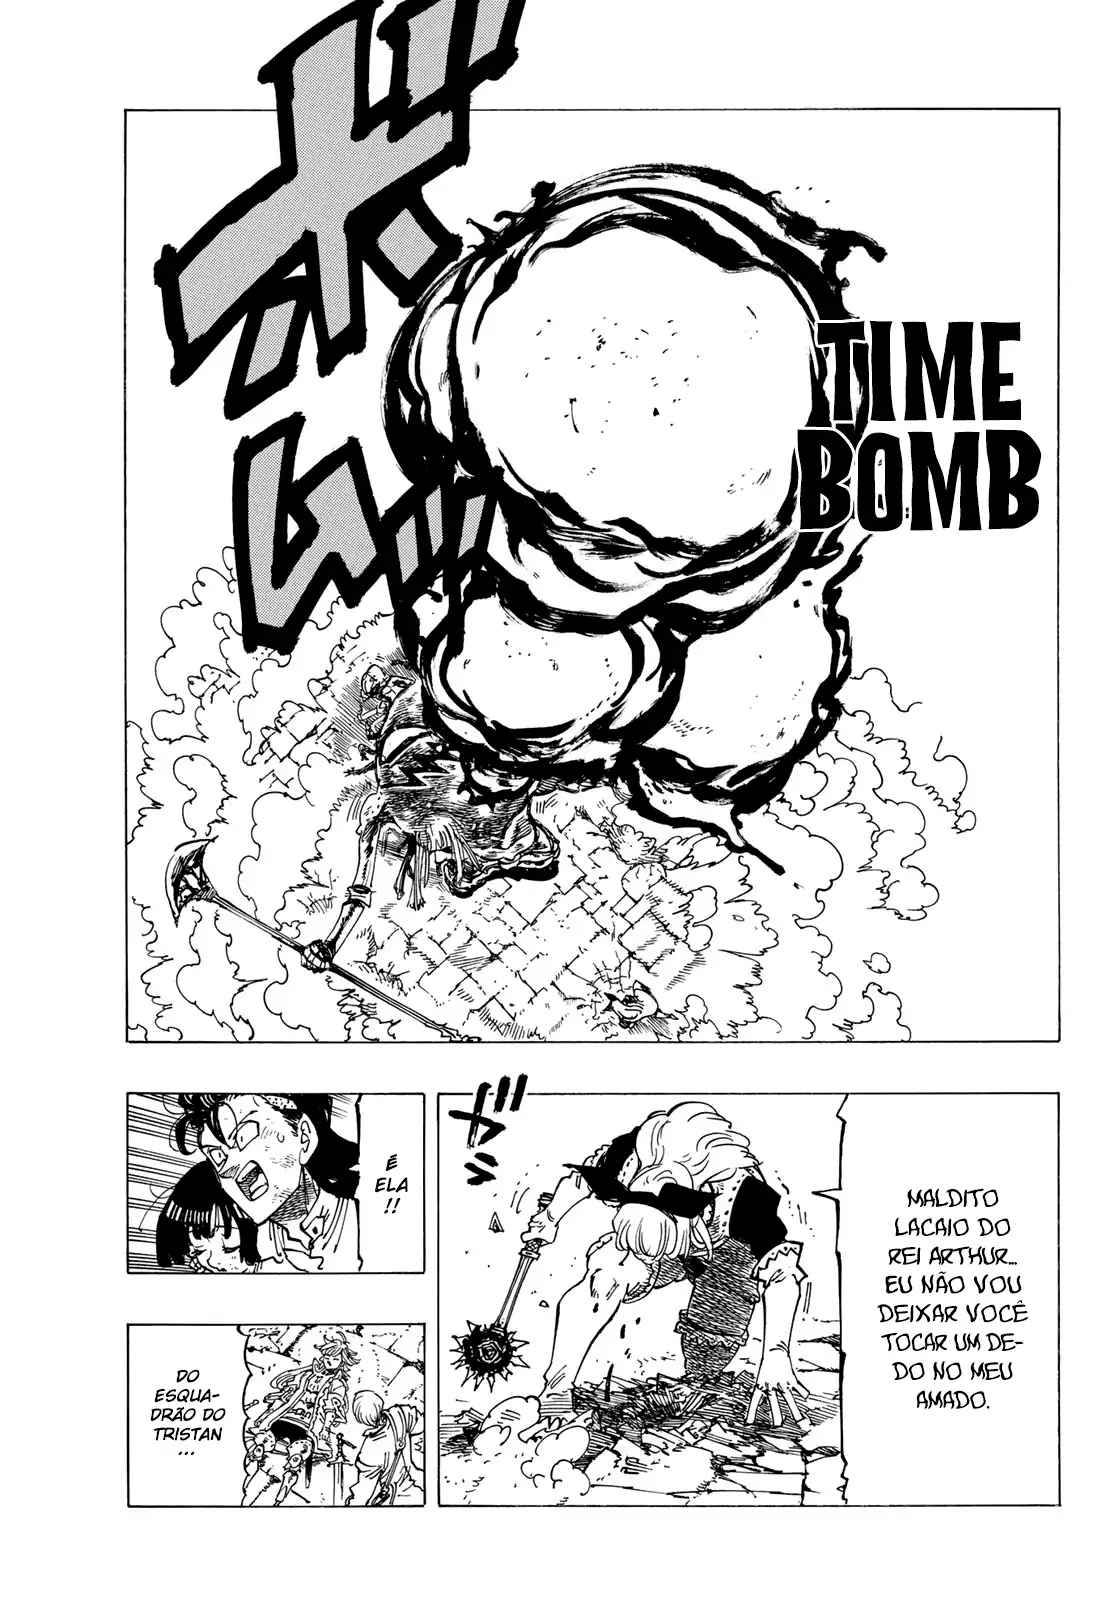 TIME
BOMB
MALDITO
LACAIO DO
REI ARTHUR...
EU NÃO VOU
DEIXAR VOCÊ
TOCAR UM DE-
DO NO MEU
AMADO.
É
ELA!!
DO
ESQUA-
DRÃO DO
TRISTAN
...